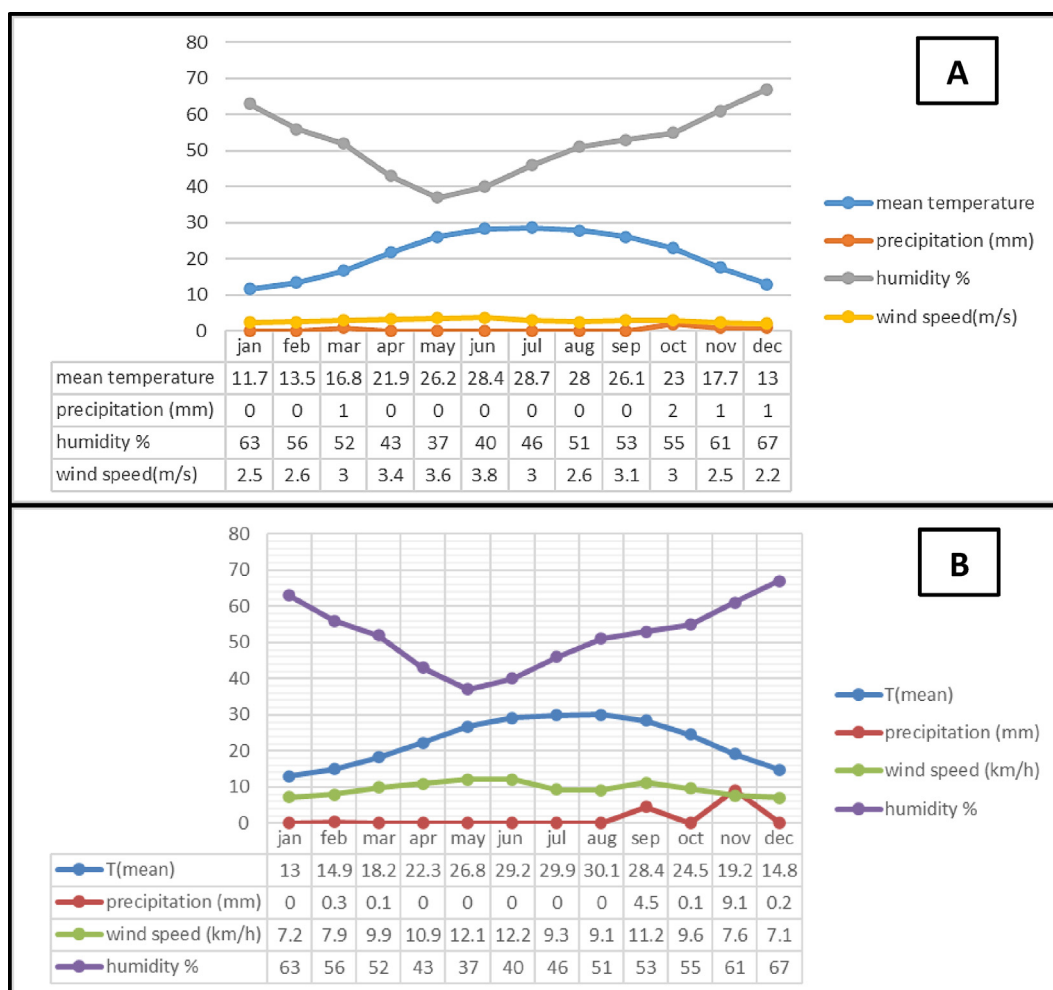 A
80
70
60
50
40
30
20
10
0
mean temperature
precipitation (mm)
humidity %
wind speed(m/s)
jan feb mar apr may jun jul aug sep oct nov dec
mean temperature 11.7 13.5 16.8 21.9 26.2 28.4 28.7 28 26.1 23 17.7 13
precipitation (mm) 0 0 1 0 0 0 0 0 0 2 1 1
humidity % 63 56 52 43 37 40 46 51 53 55 61 67
wind speed(m/s) 2.5 2.6 3 3.4 3.6 3.8 3 2.6 3.1 3 2.5 2.2
B
80
70
60
50
40
30
20
10
0
T(mean)
precipitation (mm)
wind speed (km/h)
humidity %
jan feb mar apr may jun jul aug sep oct nov dec
T(mean) 13 14.9 18.2 22.3 26.8 29.2 29.9 30.1 28.4 24.5 19.2 14.8
precipitation (mm) 0 0.3 0.1 0 0 0 0 0 4.5 0.1 9.1 0.2
wind speed (km/h) 7.2 7.9 9.9 10.9 12.1 12.2 9.3 9.1 11.2 9.6 7.6 7.1
humidity % 63 56 52 43 37 40 46 51 53 55 61 67